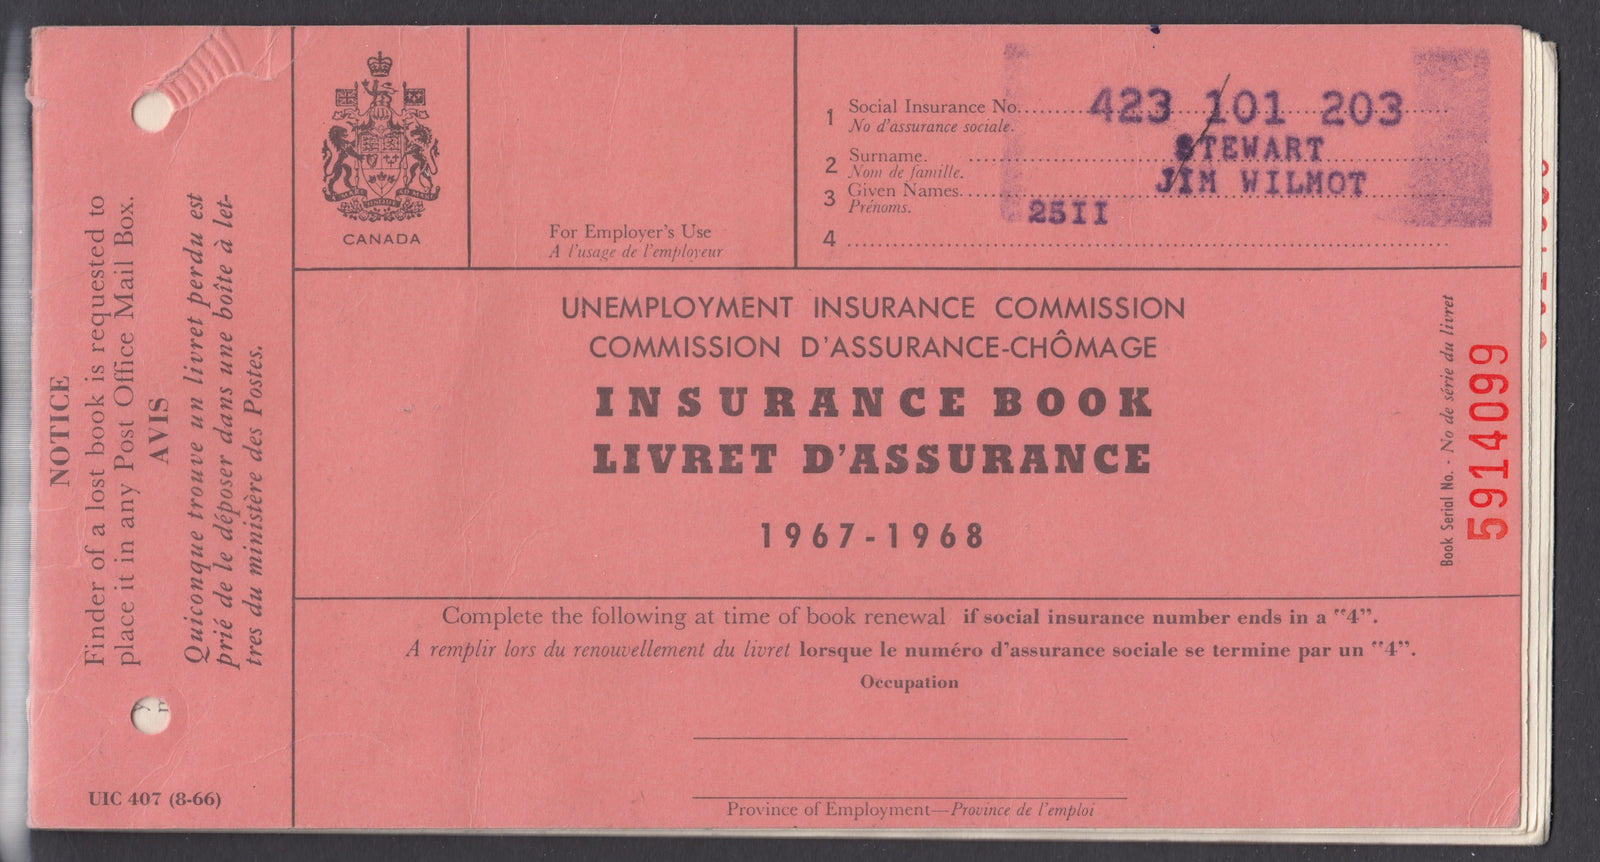 NOTICE
Finder of a lost book is requested to
place it in any Post Office Mail Box.
AVIS
Quiconque trouve un livret perdu est
prié de le déposer dans une boîte à let-
tres du ministère des Postes.
UIC 407 (8-66)
CANADA
For Employer's Use
A l'usage de l'employeur
1 Social Insurance No. 423 101 203
No d'assurance sociale.
2 Surname. STEWART
Nom de famille.
3 Given Names. JIM WILMOT
Prénoms.
25II
4
UNEMPLOYMENT INSURANCE COMMISSION
COMMISSION D'ASSURANCE-CHÔMAGE
INSURANCE BOOK
LIVRET D'ASSURANCE
1967-1968
Book Serial No. - No de série du livret
5914099
Complete the following at time of book renewal if social insurance number ends in a "4".
A remplir lors du renouvellement du livret lorsque le numéro d'assurance sociale se termine par un "4".
Occupation
Province of Employment—Province de l'emploi